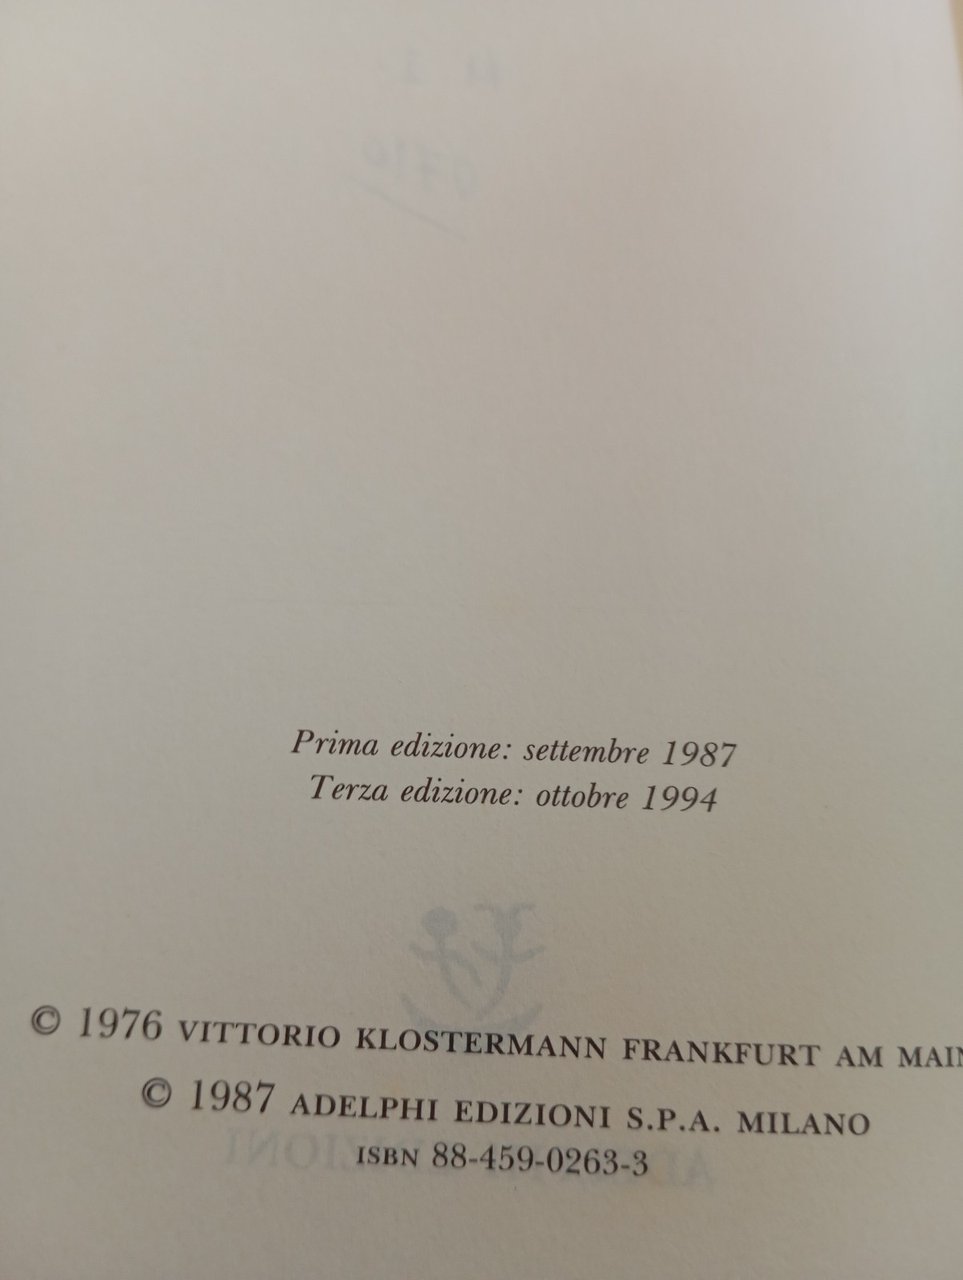 Prima edizione: settembre 1987
Terza edizione: ottobre 1994
© 1976 VITTORIO KLOSTERMANN FRANKFURT AM MAIN
© 1987 ADELPHI EDIZIONI S.P.A. MILANO
ISBN 88-459-0263-3